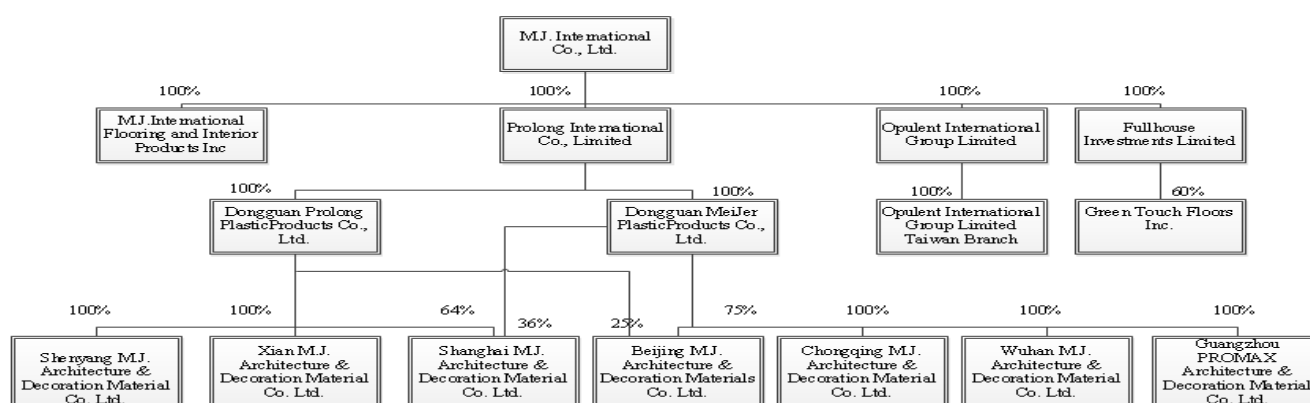 M.J. International
Co., Ltd.
100%
100%
100%
100%
M.J.International
Flooring and Interior
Products Inc
Prolong International
Co., Limited
Opulent International
Group Limited
Fullhouse
Investments Limited
100%
100%
100%
60%
Dongguan Prolong
PlasticProducts Co.,
Ltd.
Dongguan MeiJer
PlasticProducts Co.,
Ltd.
Opulent International
Group Limited
Taiwan Branch
Green Touch Floors
Inc.
100%
100%
64%
36%
25%
75%
100%
100%
100%
Shenyang M.J.
Architecture &
Decoration Material
Co. Ltd.
Xian M.J.
Architecture &
Decoration Material
Co. Ltd.
Shanghai M.J.
Architecture &
Decoration Material
Co. Ltd.
Beijing M.J.
Architecture &
Decoration Materials
Co. Ltd.
Chongqing M.J.
Architecture &
Decoration Material
Co. Ltd.
Wuhan M.J.
Architecture &
Decoration Material
Co. Ltd.
Guangzhou
PROMAX
Architecture &
Decoration Material
Co. Ltd.